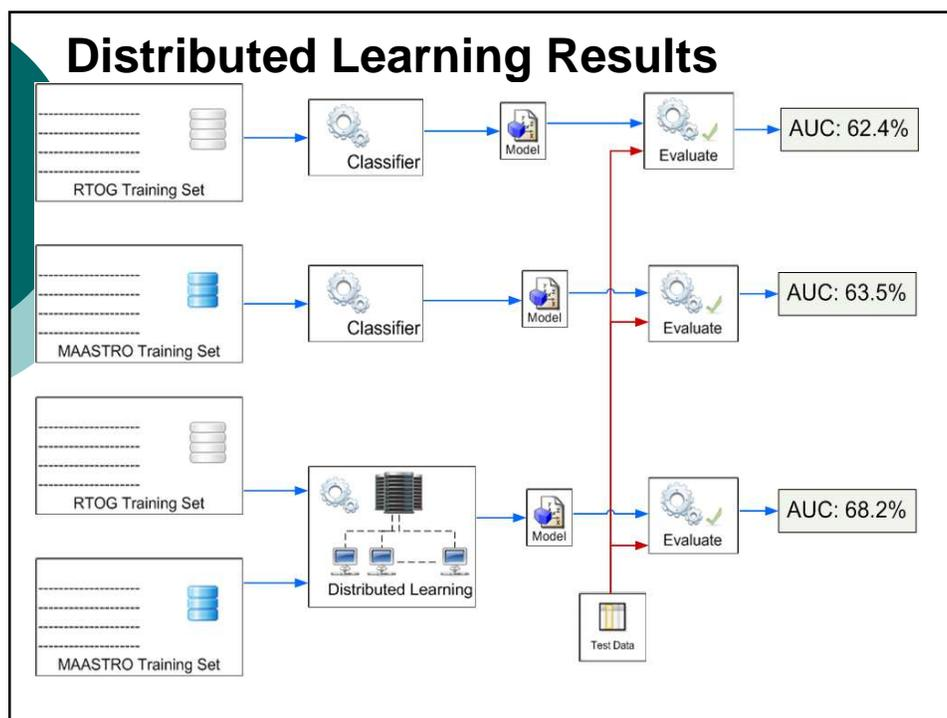 Distributed Learning Results
RTOG Training Set
Classifier
Model
Evaluate
AUC: 62.4%
MAASTRO Training Set
Classifier
Model
Evaluate
AUC: 63.5%
RTOG Training Set
MAASTRO Training Set
Distributed Learning
Model
Evaluate
AUC: 68.2%
Test Data